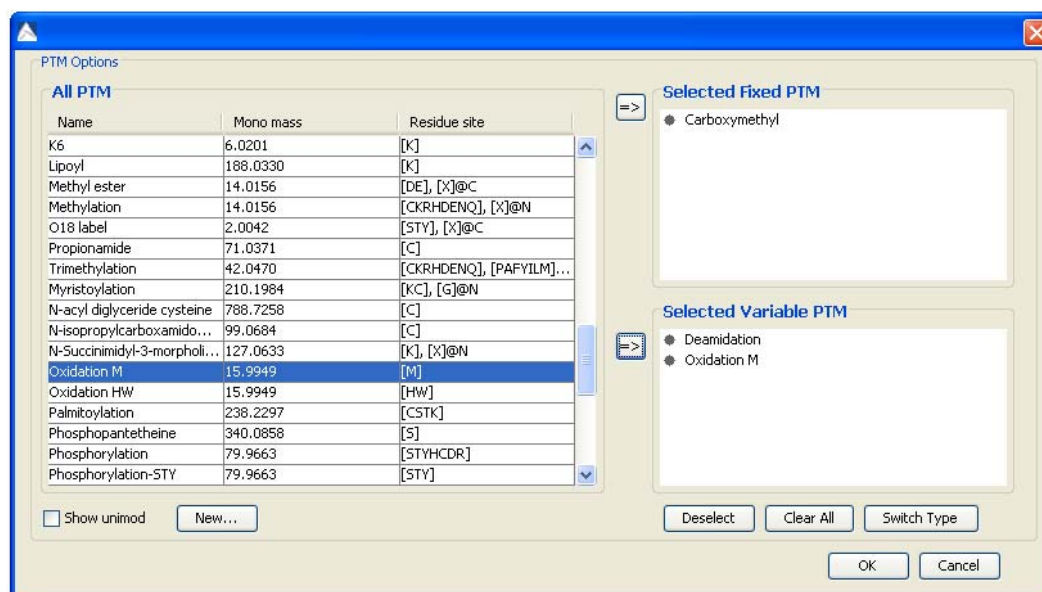 PTM Options
All PTM
Name Mono mass Residue site
K6 6.0201 [K]
Lipoyl 188.0330 [K]
Methyl ester 14.0156 [DE], [X]@C
Methylation 14.0156 [CKRHDENQ], [X]@N
O18 label 2.0042 [STY], [X]@C
Propionamide 71.0371 [C]
Trimethylation 42.0470 [CKRHDENQ], [PAFYILM]...
Myristoylation 210.1984 [KC], [G]@N
N-acyl diglyceride cysteine 788.7258 [C]
N-isopropylcarboxamido... 99.0684 [C]
N-Succinimidyl-3-morpholi... 127.0633 [K], [X]@N
Oxidation M 15.9949 [M]
Oxidation HW 15.9949 [HW]
Palmitoylation 238.2297 [CSTK]
Phosphopantetheine 340.0858 [S]
Phosphorylation 79.9663 [STYHCDR]
Phosphorylation-STY 79.9663 [STY]
Show unimod New...
=>
Selected Fixed PTM
Carboxymethyl
=>
Selected Variable PTM
Deamidation
Oxidation M
Deselect Clear All Switch Type
OK Cancel